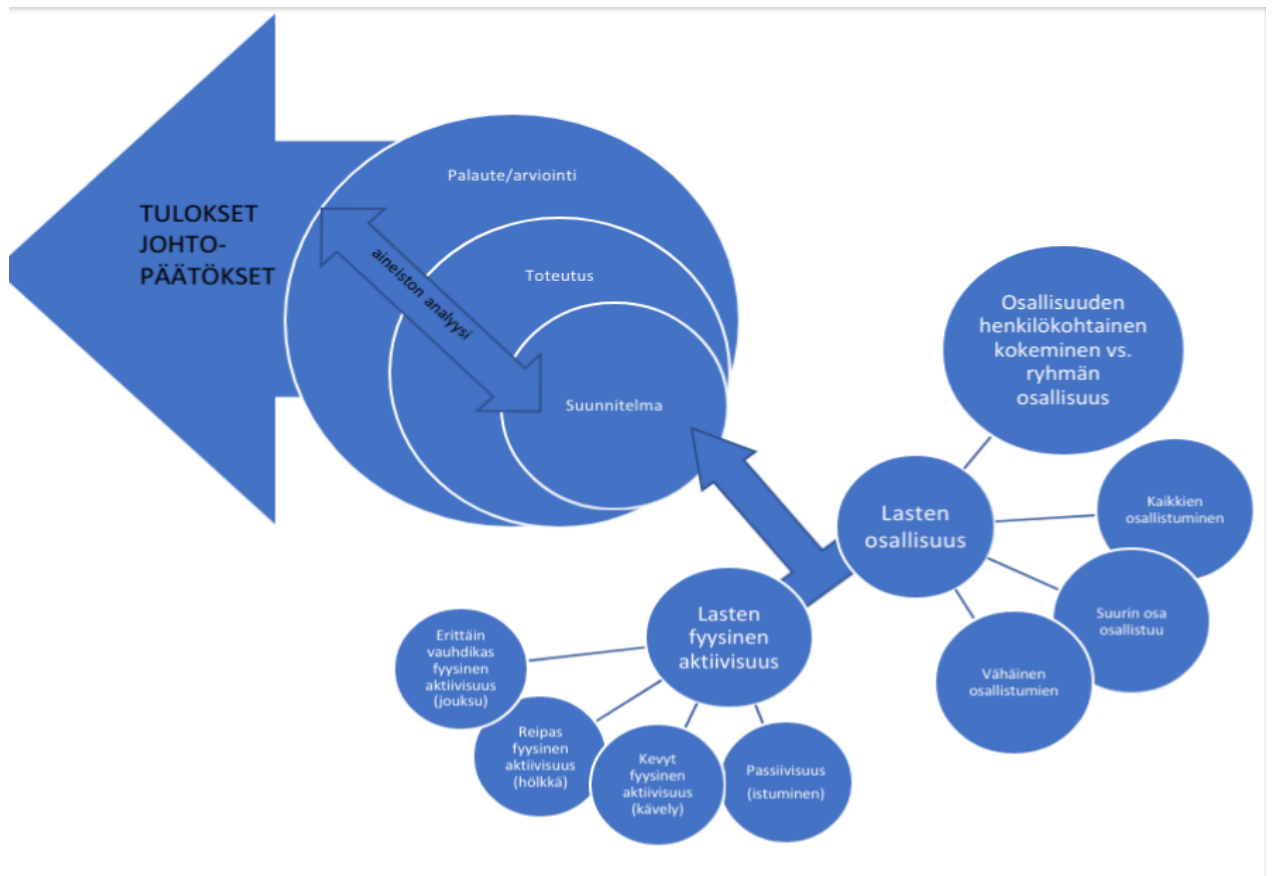 Palaute/arviointi
TULOKSET
JOHTO-
PÄÄTÖKSET
aineiston analyysi
Toteutus
Suunnitelma
Osallisuuden
henkilökohtainen
kokeminen vs.
ryhmän
osallisuus
Lasten
osallisuus
Kaikkien
osallistuminen
Suurin osa
osallistuu
Vähäinen
osallistumien
Lasten
fyysinen
aktiivisuus
Erittäin
vauhdikas
fyysinen
aktiivisuus
(jouksu)
Reipas
fyysinen
aktiivisuus
(hölkkä)
Kevyt
fyysinen
aktiivisuus
(kävely)
Passiivisuus
(istuminen)